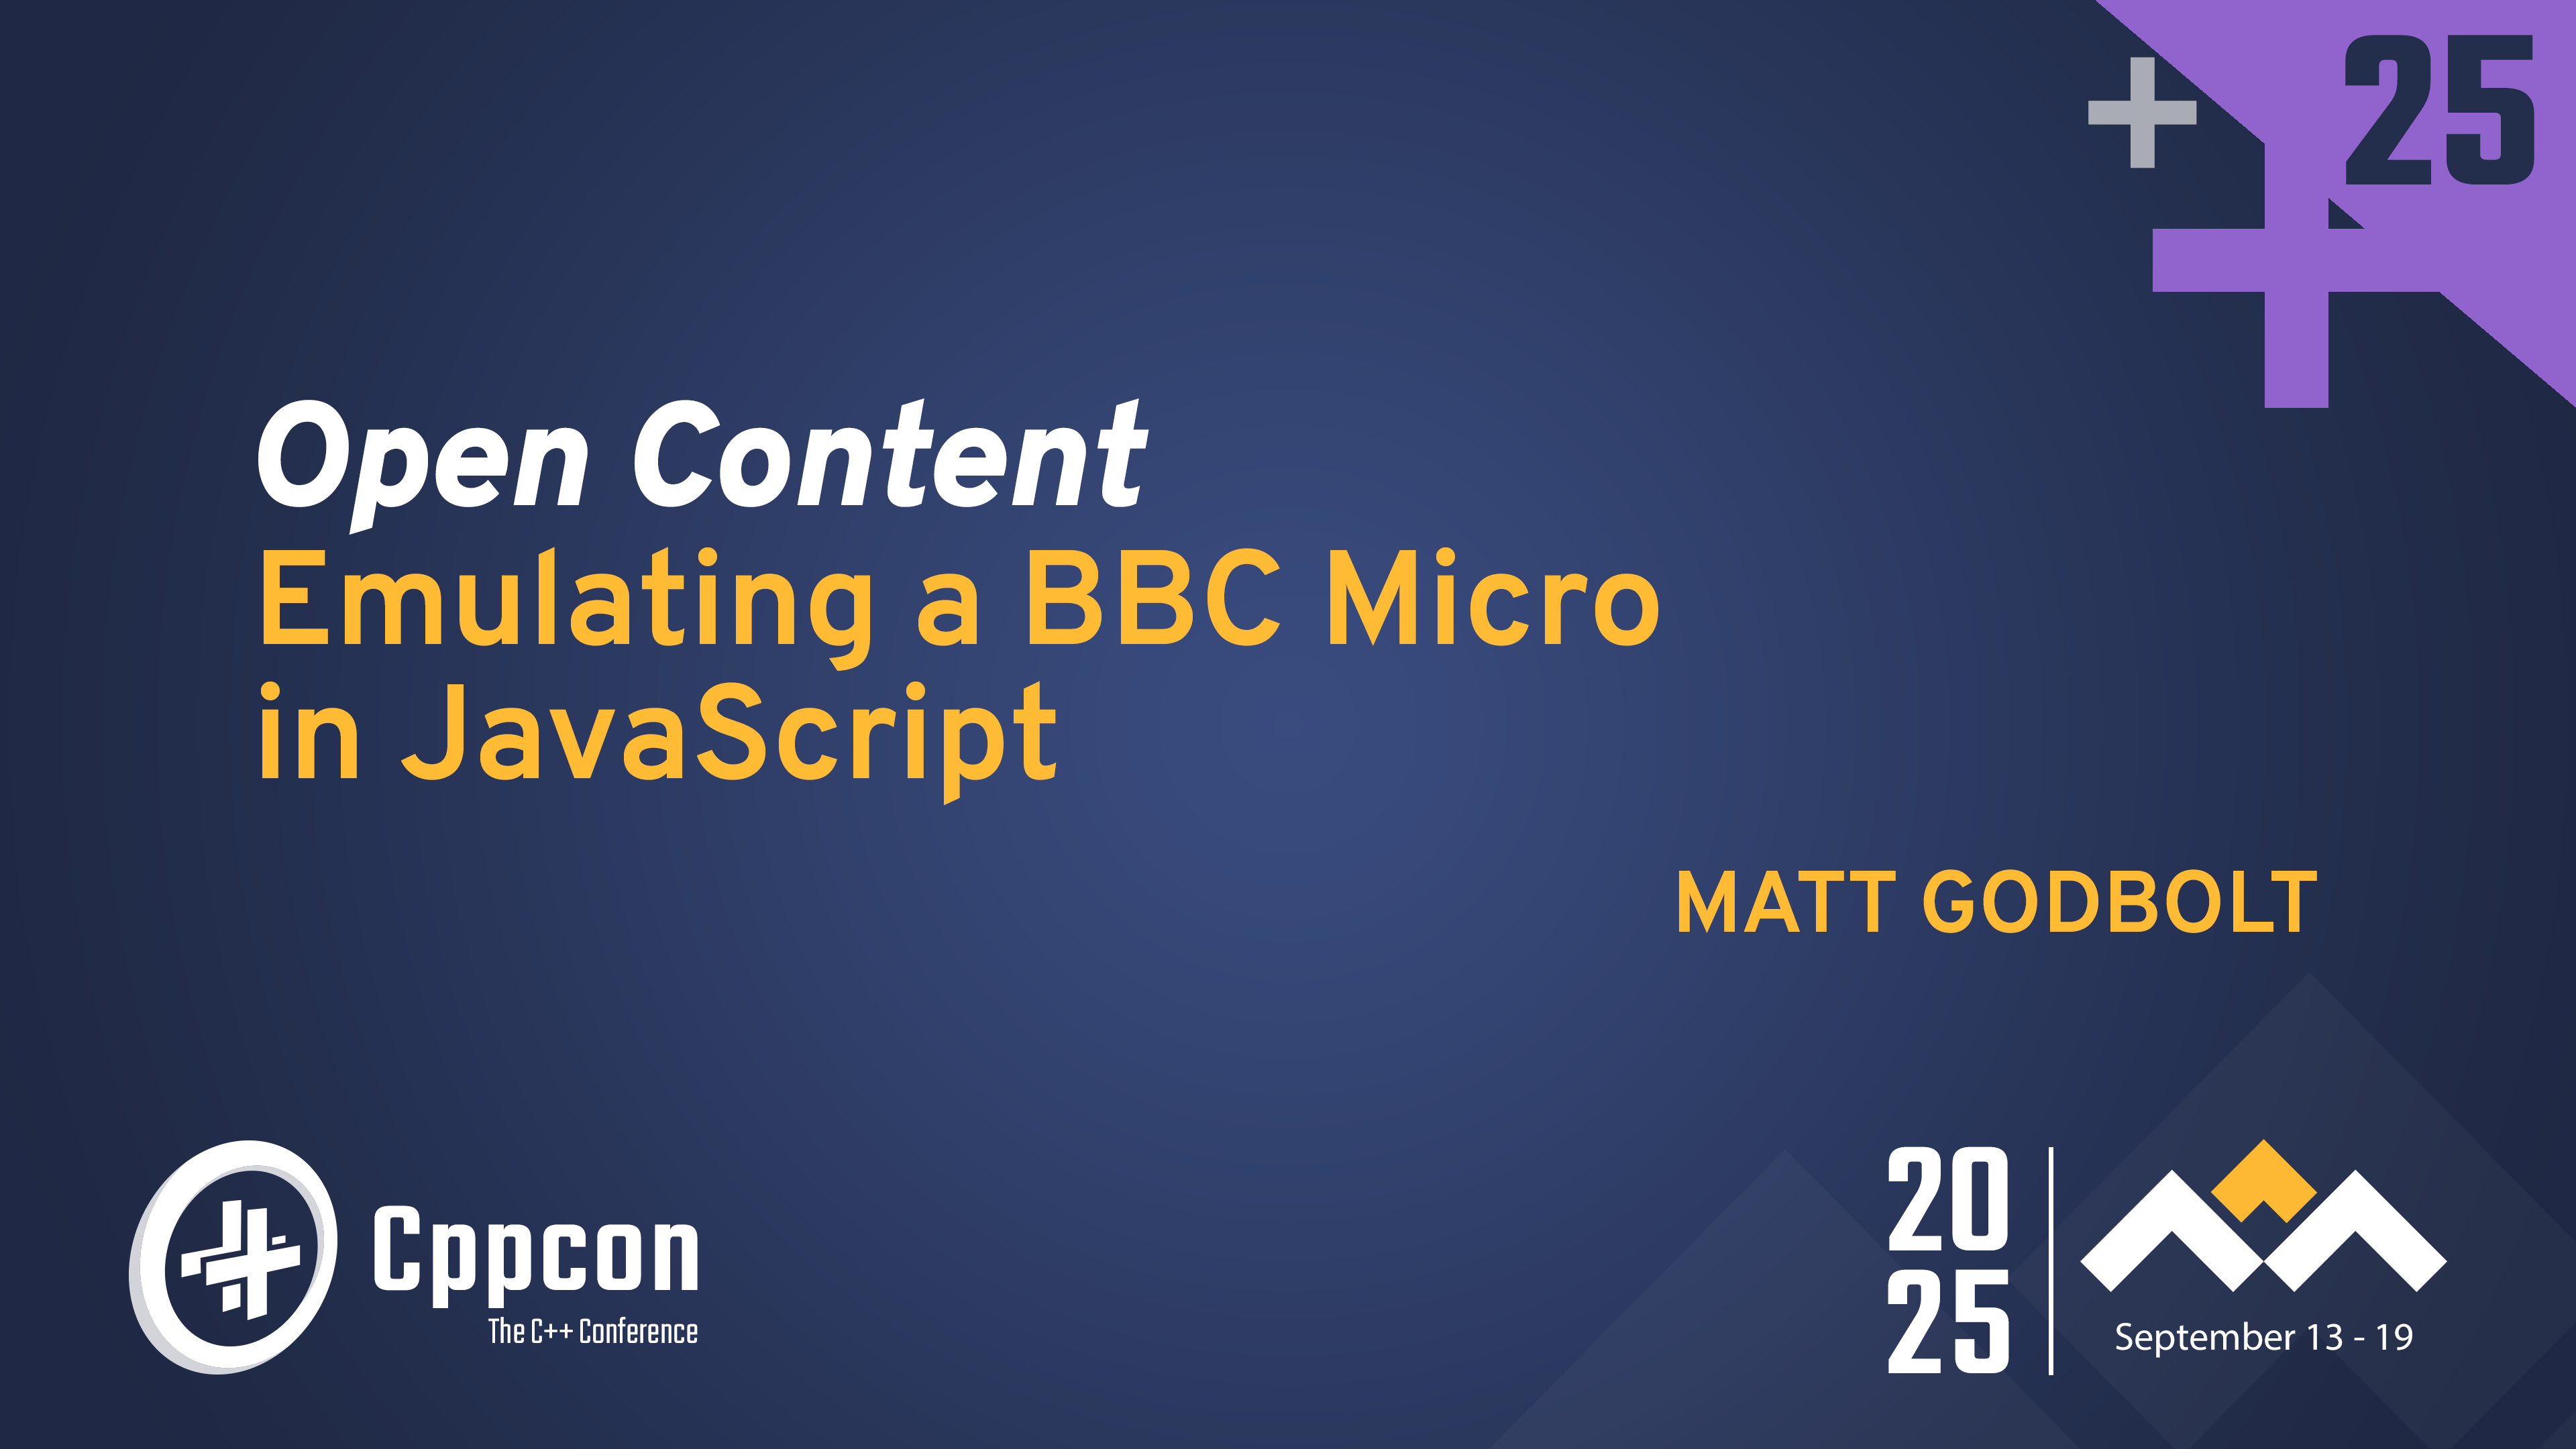 25
Open Content
Emulating a BBC Micro
in JavaScript
MATT GODBOLT
Cppcon
The C++ Conference
20
25
September 13 - 19